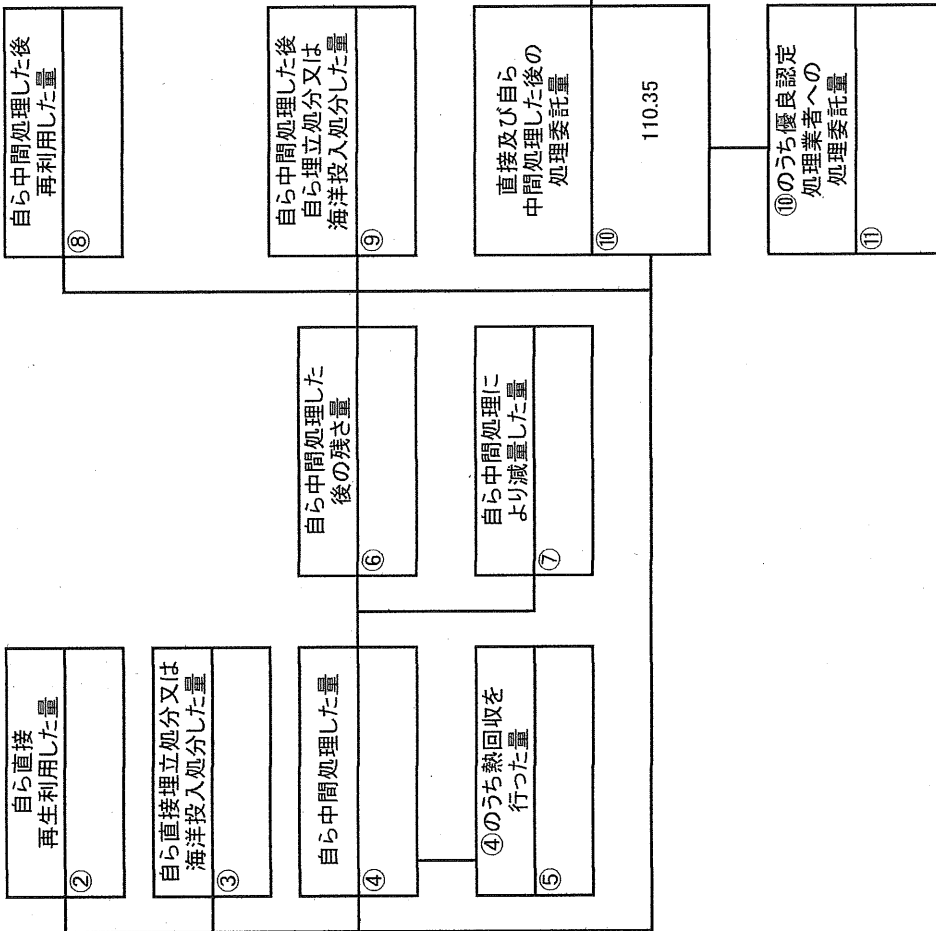 自ら直接
再生利用した量
②
自ら直接埋立処分又は
海洋投入処分した量
③
自ら中間処理した量
④
④のうち熱回収を
行った量
⑤
自ら中間処理した
後の残さ量
⑥
自ら中間処理に
より減量した量
⑦
自ら中間処理した後
再利用した量
⑧
自ら中間処理した後
自ら埋立処分又は
海洋投入処分した量
⑨
直接及び自ら
中間処理した後の
処理委託量
⑩
110.35
⑩のうち優良認定
処理業者への
処理委託量
⑪